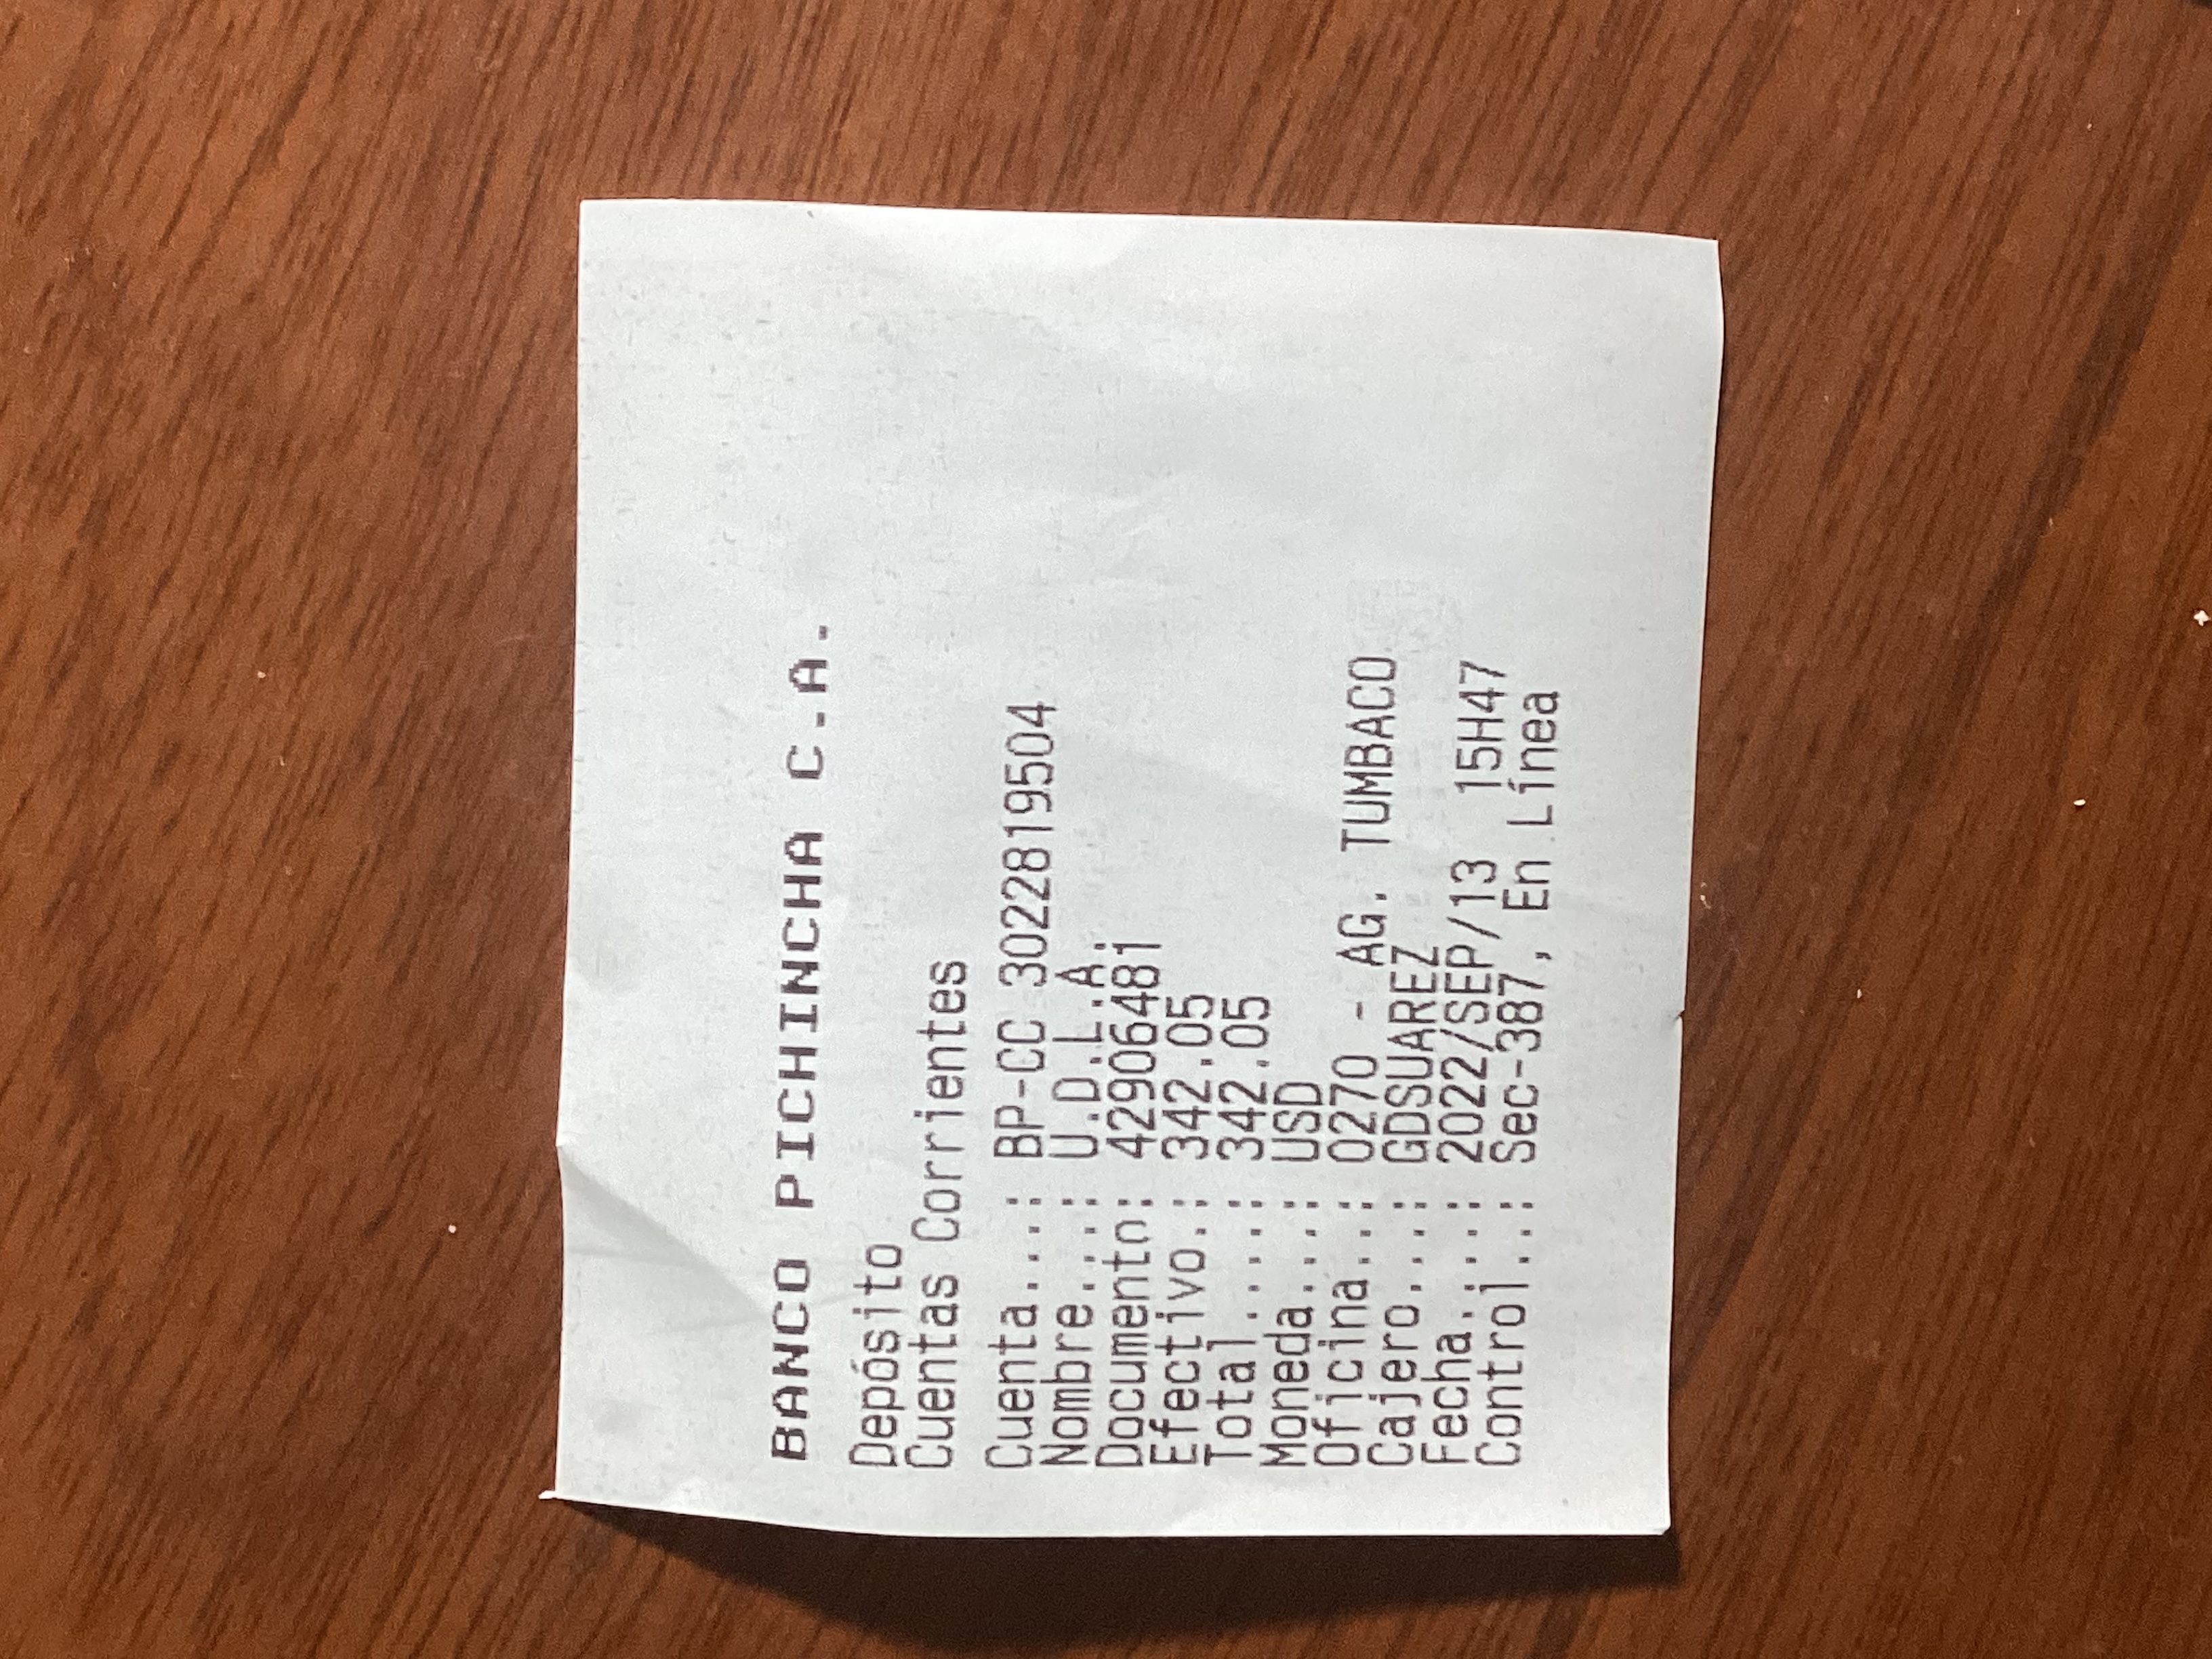 BANCO PICHINCHA C.A.
Depósito
Cuentas Corrientes
Cuenta....: BP-CC 3022819504
Nombre....: U.D.L.A.
Documento: 429064481
Efectivo.: 342.05
Total.....: 342.05
Moneda....: USD
Oficina...: 0270 - AG. TUMBACO
Cajero....: GDSUAREZ
Fecha.....: 2022/SEP/13 15H47
Control...: Sec-387, En Línea